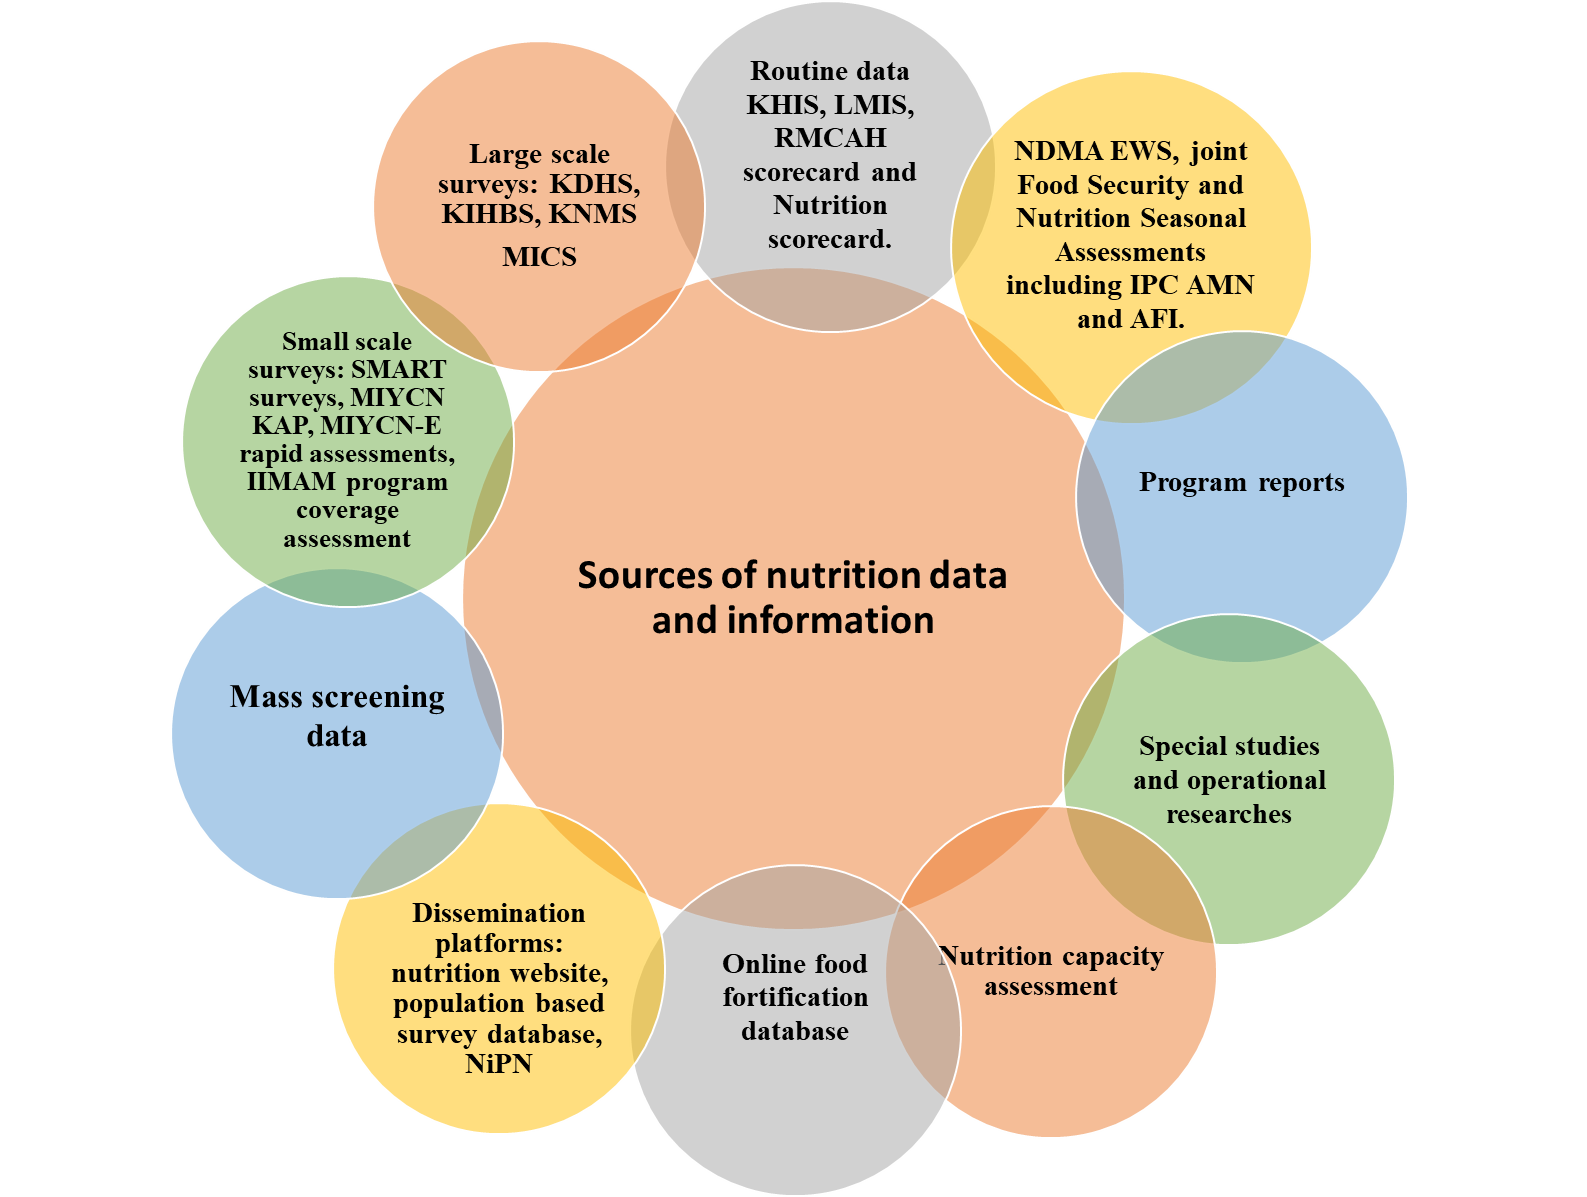 Routine data
KHIS, LMIS,
RMCAH
scorecard and
Nutrition
scorecard.
NDMA EWS, joint
Food Security and
Nutrition Seasonal
Assessments
including IPC AMN
and AFI.
Program reports
Special studies
and operational
researches
Nutrition capacity
assessment
Online food
fortification
database
Dissemination
platforms:
nutrition website,
population based
survey database,
NiPN
Mass screening
data
Small scale
surveys: SMART
surveys, MIYCN
KAP, MIYCN-E
rapid assessments,
IIMAM program
coverage
assessment
Large scale
surveys: KDHS,
KIHBS, KNMS
MICS
Sources of nutrition data
and information